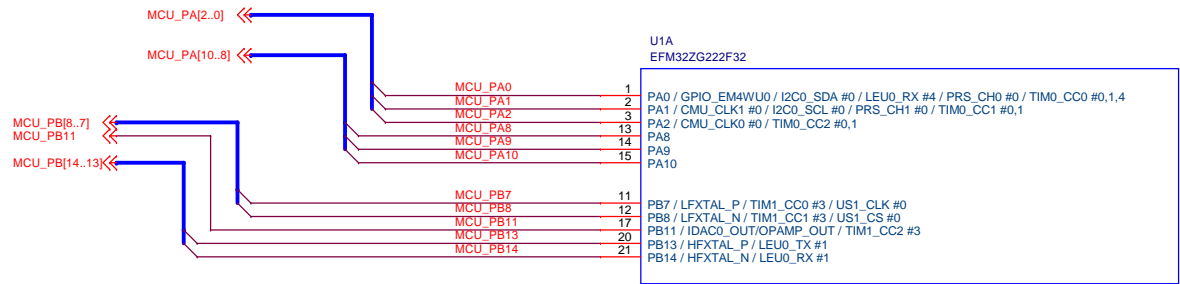 MCU_PA[2..0]
MCU_PA[10..8]
U1A
EFM32ZG222F32
MCU_PA0 1 PA0 / GPIO_EM4WU0 / I2C0_SDA #0 / LEU0_RX #4 / PRS_CH0 #0 / TIM0_CC0 #0,1,4
MCU_PA1 2 PA1 / CMU_CLK1 #0 / I2C0_SCL #0 / PRS_CH1 #0 / TIM0_CC1 #0,1
MCU_PA2 3 PA2 / CMU_CLK0 #0 / TIM0_CC2 #0,1
MCU_PB[8..7]
MCU_PA8 13 PA8
MCU_PB11
MCU_PA9 14 PA9
MCU_PB[14..13]
MCU_PA10 15 PA10
MCU_PB7 11 PB7 / LFXTAL_P / TIM1_CC0 #3 / US1_CLK #0
MCU_PB8 12 PB8 / LFXTAL_N / TIM1_CC1 #3 / US1_CS #0
MCU_PB11 17 PB11 / IDAC0_OUT/OPAMP_OUT / TIM1_CC2 #3
MCU_PB13 20 PB13 / HFXTAL_P / LEU0_TX #1
MCU_PB14 21 PB14 / HFXTAL_N / LEU0_RX #1